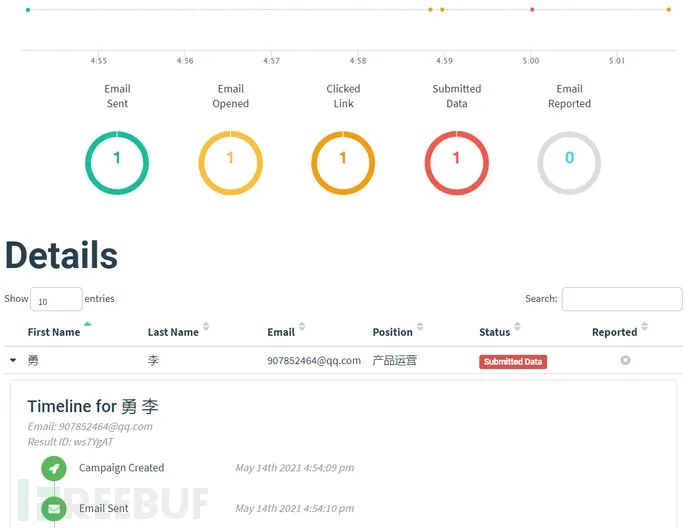 4:55 4:56 4:57 4:58 4:59 5:00 5:01
Email Sent
Email Opened
Clicked Link
Submitted Data
Email Reported
1 1 1 1 0
Details
Show 10 entries Search:
First Name Last Name Email Position Status Reported
勇 李 907852464@qq.com 产品运营 Submitted Data
Timeline for 勇 李
Email: 907852464@qq.com
Result ID: ws7YgAT
Campaign Created May 14th 2021 4:54:09 pm
Email Sent May 14th 2021 4:54:10 pm
FREEBUF